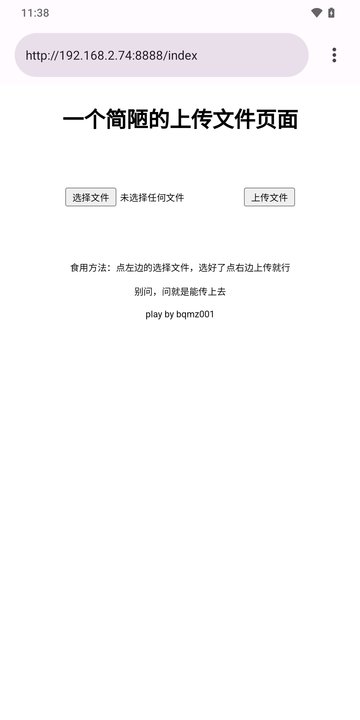 11:38
http://192.168.2.74:8888/index
一个简陋的上传文件页面
选择文件 未选择任何文件 上传文件
食用方法：点左边的选择文件，选好了点右边上传就行
别问，问就是能传上去
play by bqmz001